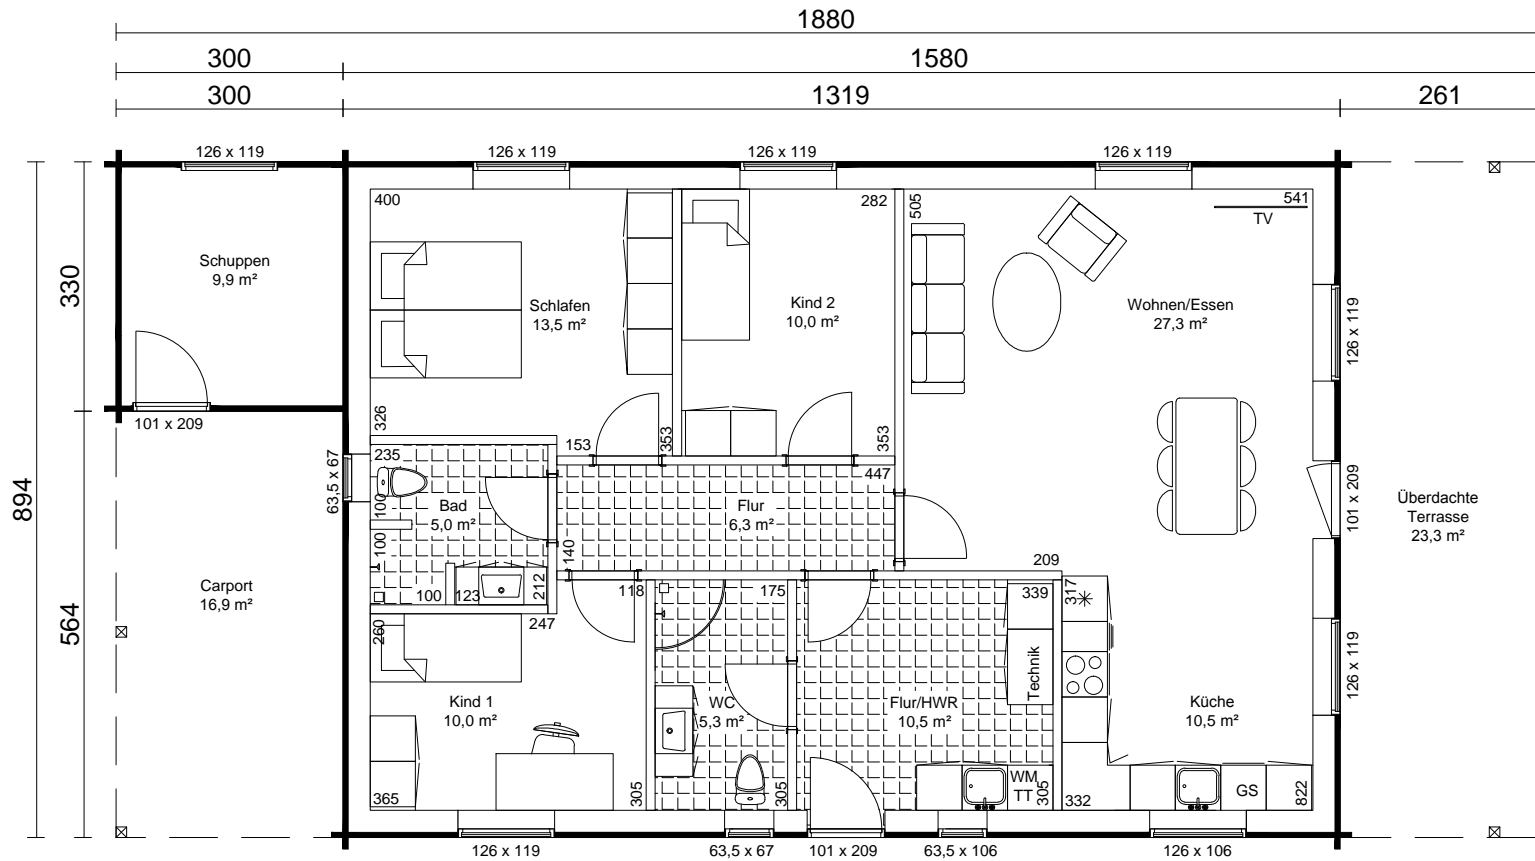 1880
300
1580
300
1319
261
126 x 119
126 x 119
126 x 119
126 x 119
400
282
505
541
TV
Schuppen
9,9 m²
Schlafen
13,5 m²
Kind 2
10,0 m²
Wohnen/Essen
27,3 m²
330
126 x 119
101 x 209
326
153
353
353
894
63,5 x 67
235
447
100
Bad
5,0 m²
Flur
6,3 m²
101 x 209
Überdachte
Terrasse
23,3 m²
100
140
209
Carport
16,9 m²
100
123
212
118
175
339
317
564
260
247
Technik
126 x 119
Kind 1
10,0 m²
WC
5,3 m²
Flur/HWR
10,5 m²
Küche
10,5 m²
365
305
305
WM
TT
305
332
GS
822
126 x 119
63,5 x 67
101 x 209
63,5 x 106
126 x 106